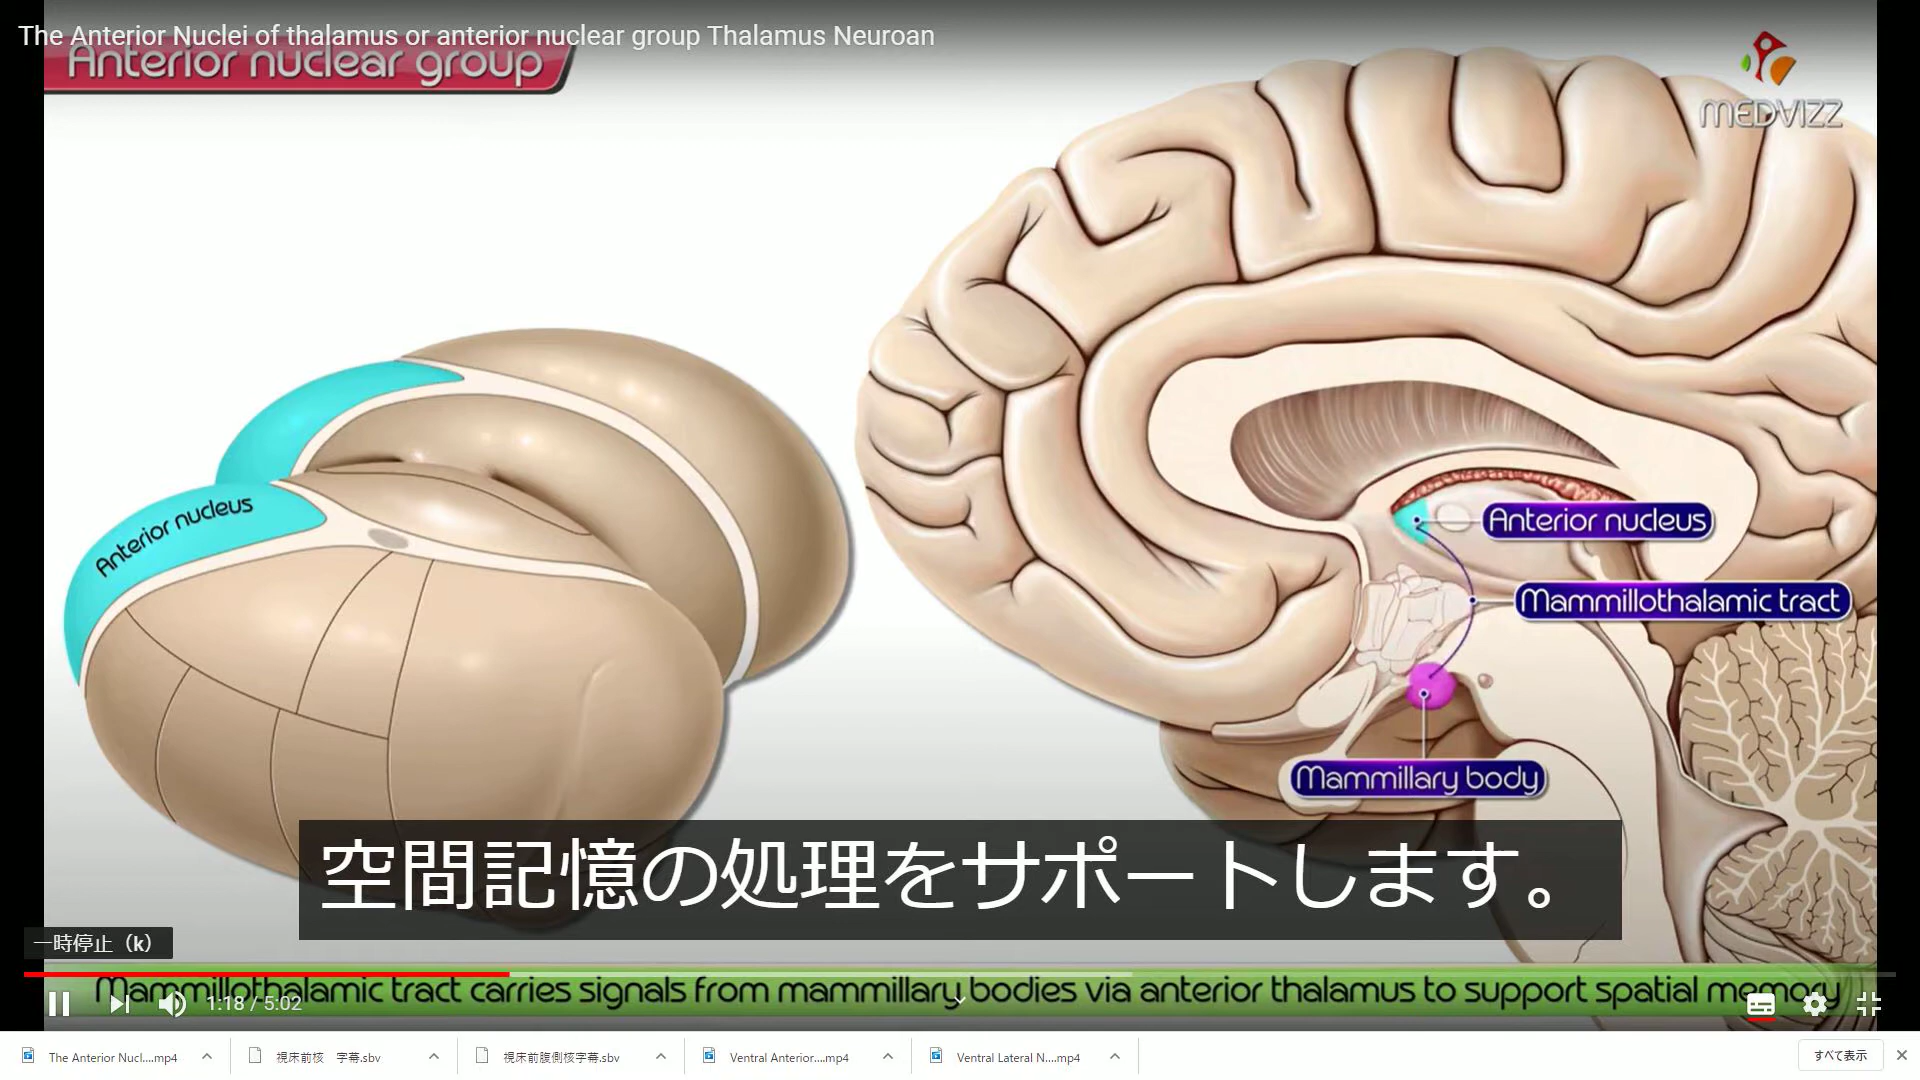 The Anterior Nuclei of thalamus or anterior nuclear group Thalamus Neuroan
Anterior nuclear group
MEDVIZZ
Anterior nucleus
Anterior nucleus
Mammillothalamic tract
Mammillary body
空間記憶の処理をサポートします。
一時停止（k）
Mammillothalamic tract carries signals from mammillary bodies via anterior thalamus to support spatial memory
1:18 / 5:02
The Anterior Nucl....mp4
視床前核　字幕.sbv
視床前腹側核字幕.sbv
Ventral Anterior....mp4
Ventral Lateral N....mp4
すべて表示